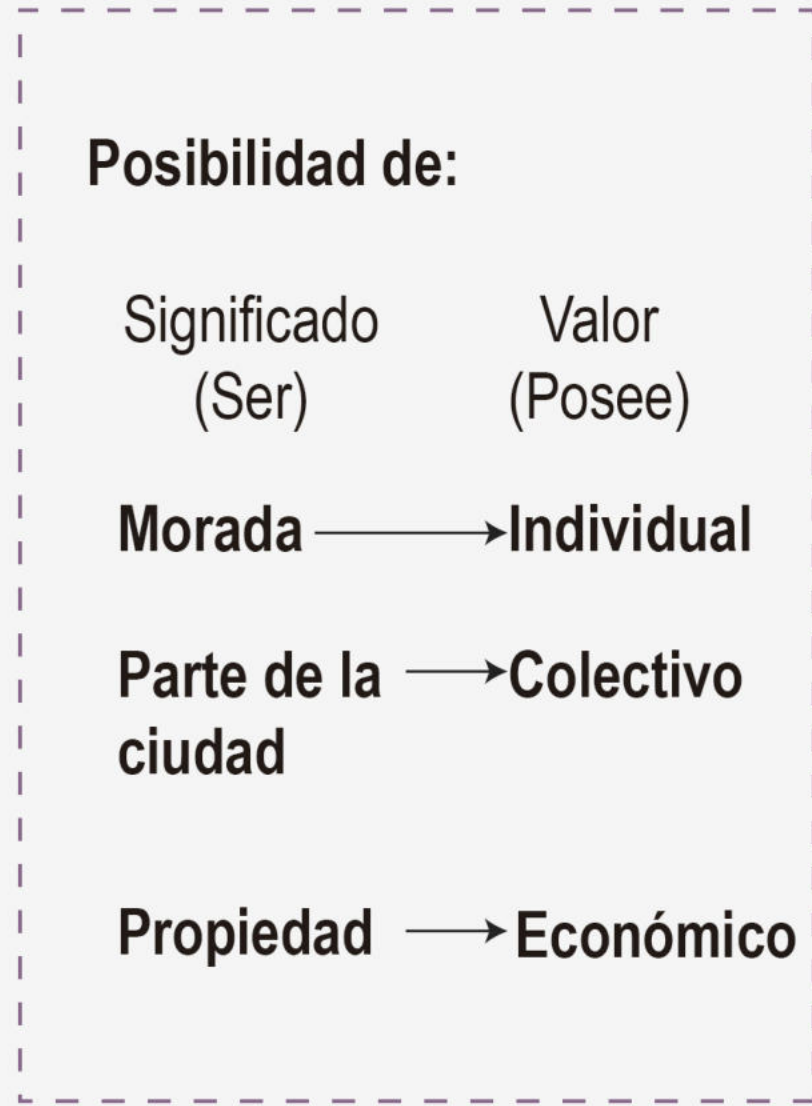 Posibilidad de:
Significado Valor
(Ser) (Posee)
Morada Individual
Parte de la Colectivo
ciudad
Propiedad Económico